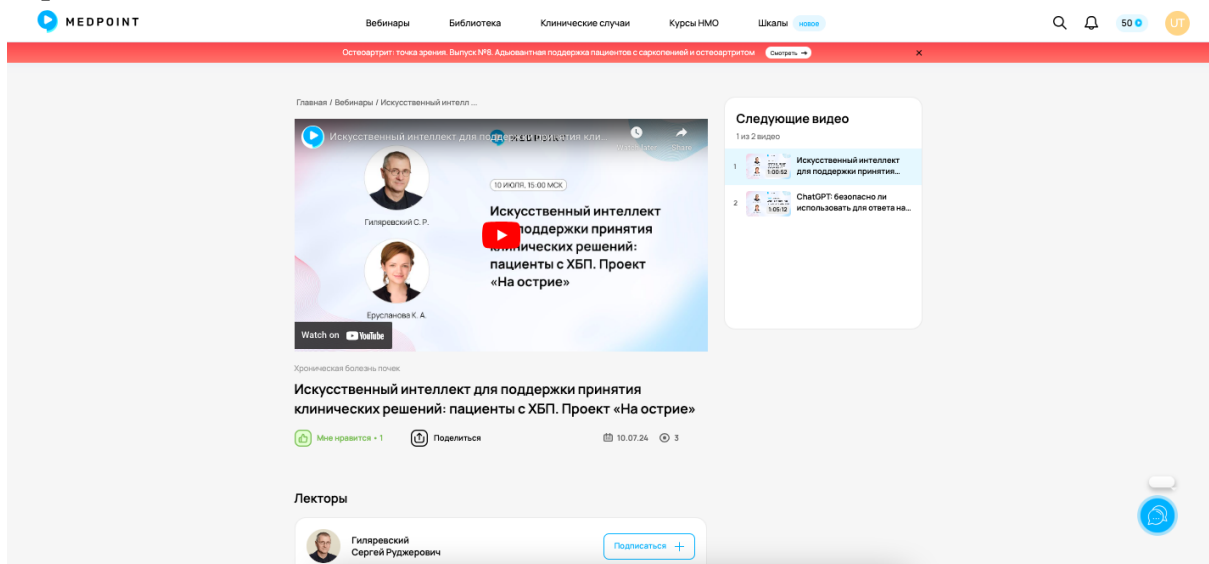 MEDPOINT
Вебинары
Библиотека
Клинические случаи
Курсы НМО
Шкалы
новое
50
UT
Остеоартрит: точка зрения. Выпуск №8. Адъювантная поддержка пациентов с саркопенией и остеоартритом
Смотреть →
Главная / Вебинары / Искусственный интелл ...
Искусственный интеллект для поддержки принятия кли...
Watch later
Share
10 ИЮЛЯ, 15:00 МСК
Гиляревский С. Р.
Искусственный интеллект
поддержки принятия
клинических решений:
пациенты с ХБП. Проект
«На острие»
Ерусланова К. А.
Watch on YouTube
Хроническая болезнь почек
Искусственный интеллект для поддержки принятия
клинических решений: пациенты с ХБП. Проект «На острие»
Мне нравится • 1
Поделиться
10.07.24
3
Лекторы
Гиляревский
Сергей Руджерович
Подписаться +
Следующие видео
1 из 2 видео
1
1:00:52
Искусственный интеллект
для поддержки принятия...
2
1:05:12
ChatGPT: безопасно ли
использовать для ответа на...